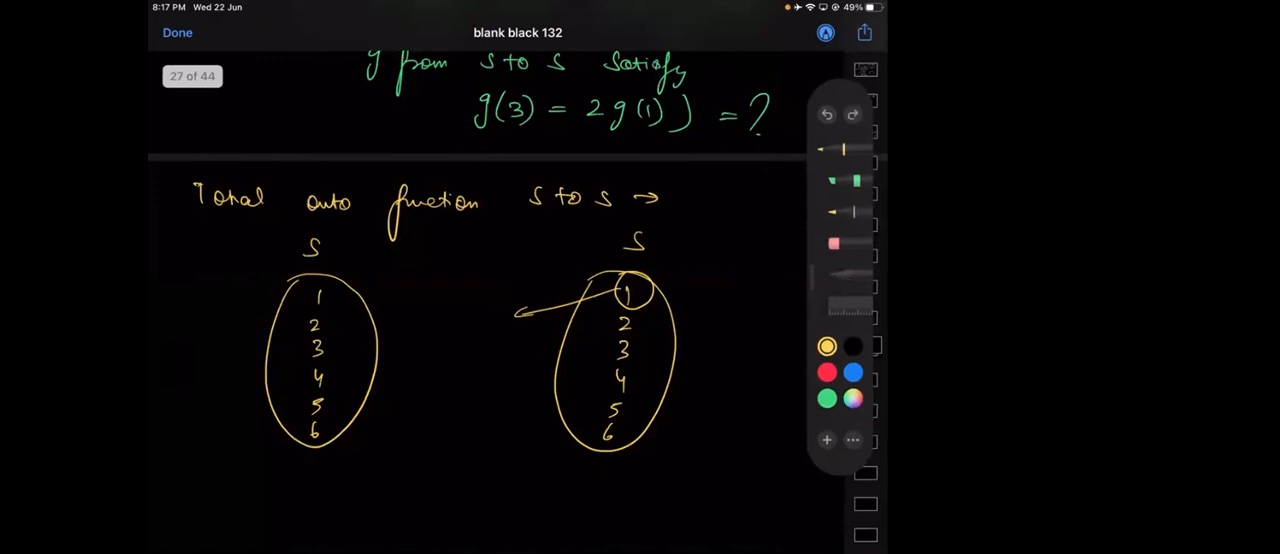 8:17 PM Wed 22 Jun
49%
Done
blank black 132
27 of 44
g from S to S satisfy
g(3) = 2g(1)) = ?
Total onto function S to S →
S S
1 1
2 2
3 3
4 4
5 5
6 6